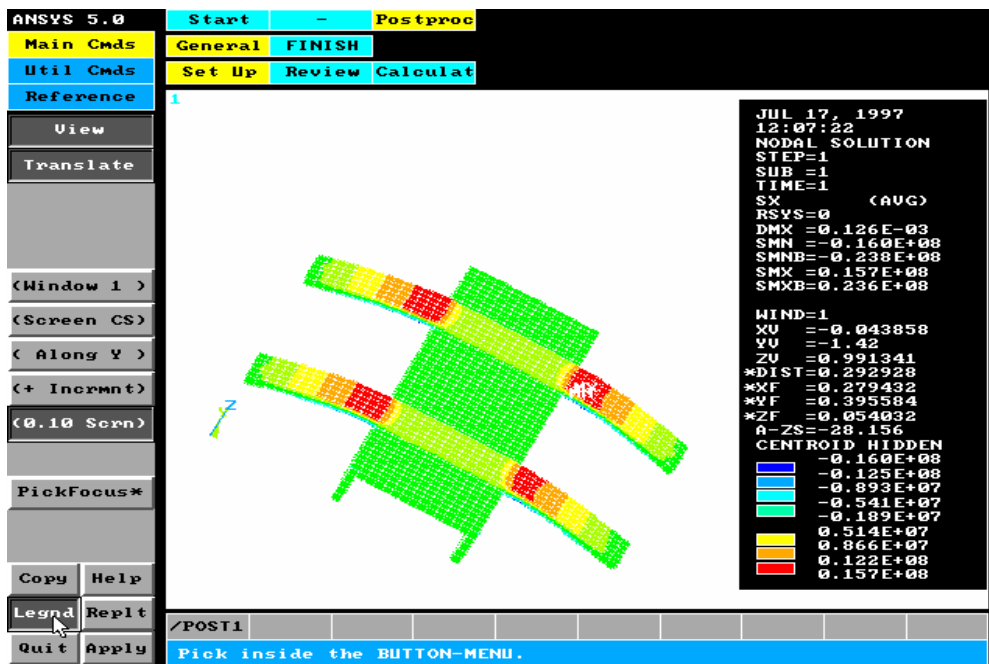 ANSYS 5.0
Start - Postproc
Main Cmds
General FINISH
Util Cmds
Set Up Review Calculat
Reference
View
Translate
(Window 1 )
(Screen CS)
( Along Y )
(+ Incrmnt)
(0.10 Scrn)
PickFocus*
Copy Help
Legnd Replt
Quit Apply
1
Z
MX
JUL 17, 1997
12:07:22
NODAL SOLUTION
STEP=1
SUB =1
TIME=1
SX (AVG)
RSYS=0
DMX =0.126E-03
SMN =-0.160E+08
SMNB=-0.238E+08
SMX =0.157E+08
SMXB=0.236E+08
WIND=1
XV =-0.043858
YV =-1.42
ZV =0.991341
*DIST=0.292928
*XF =0.279432
*YF =0.395584
*ZF =0.054032
A-ZS=-28.156
CENTROID HIDDEN
-0.160E+08
-0.125E+08
-0.893E+07
-0.541E+07
-0.189E+07
0.514E+07
0.866E+07
0.122E+08
0.157E+08
/POST1
Pick inside the BUTTON-MENU.